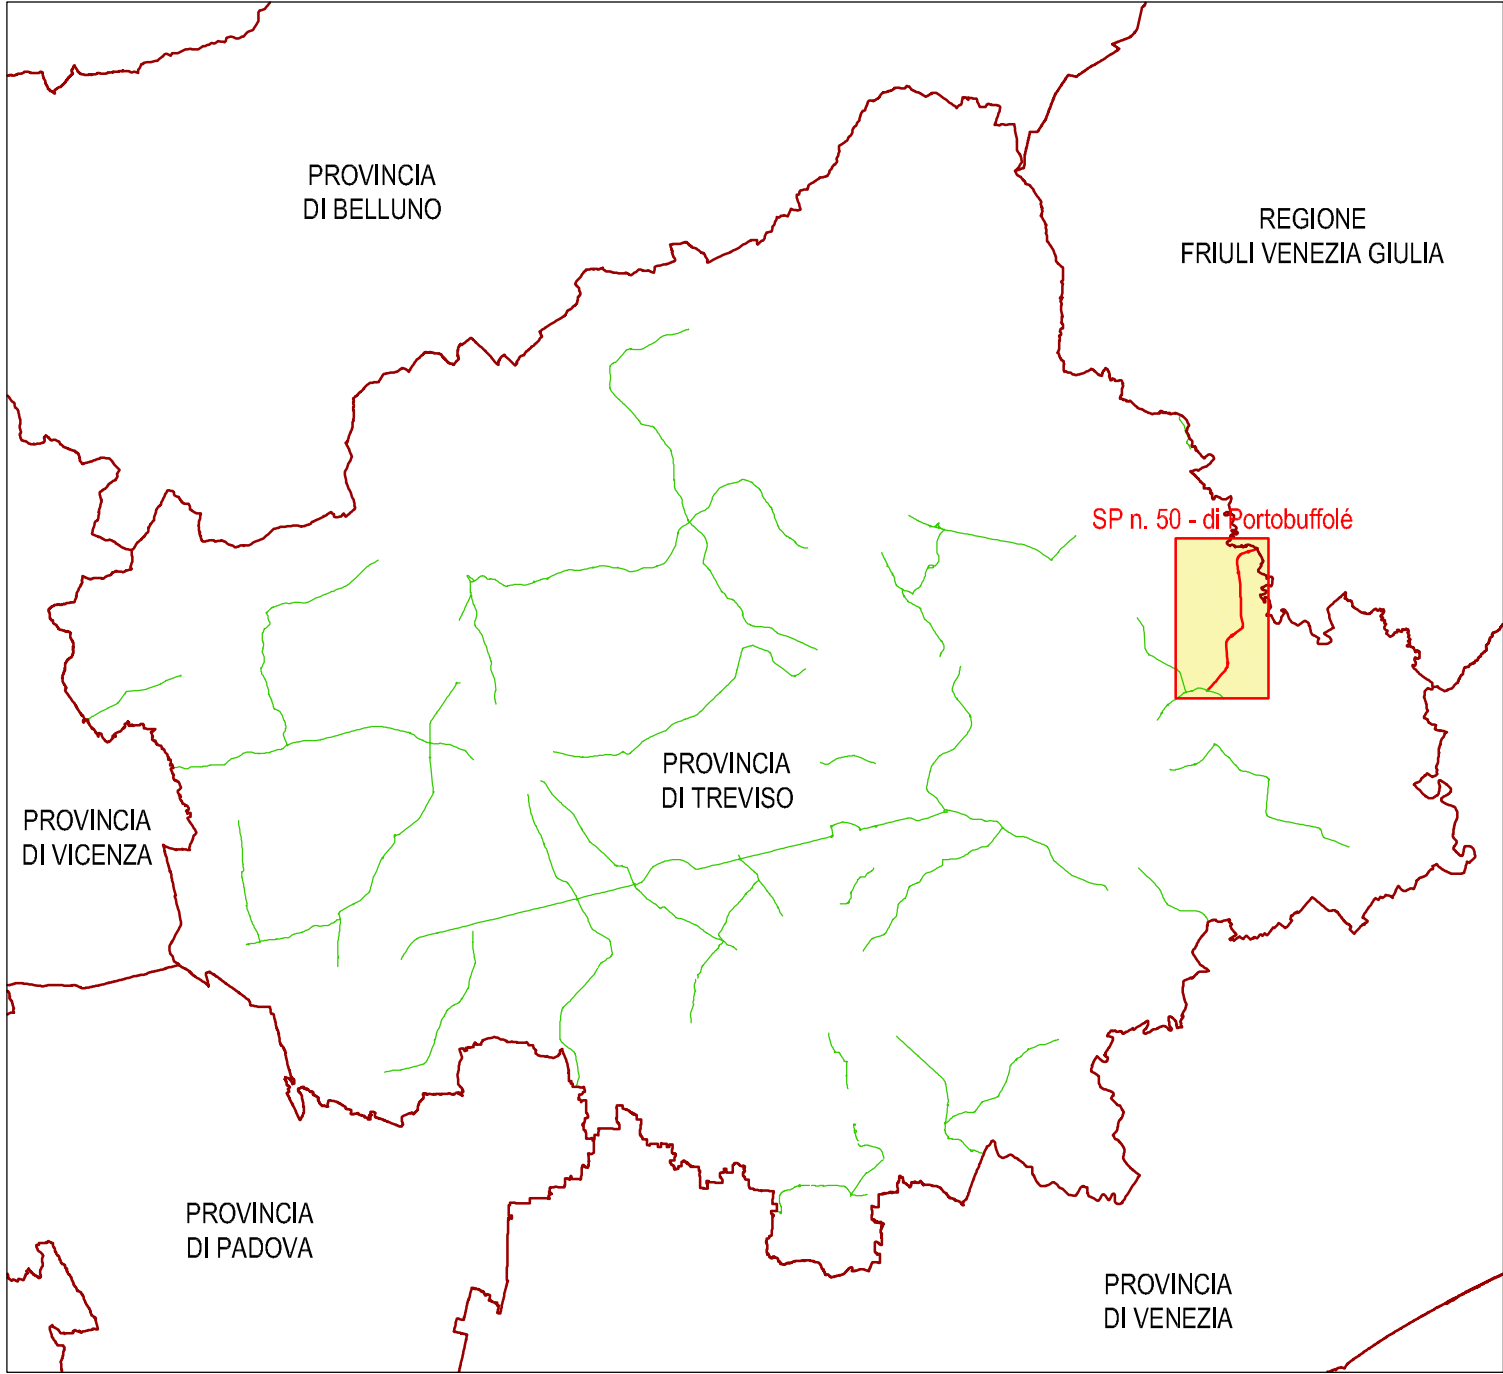 PROVINCIA
DI BELLUNO
REGIONE
FRIULI VENEZIA GIULIA
SP n. 50 - di Portobuffolé
PROVINCIA
DI TREVISO
PROVINCIA
DI VICENZA
PROVINCIA
DI PADOVA
PROVINCIA
DI VENEZIA